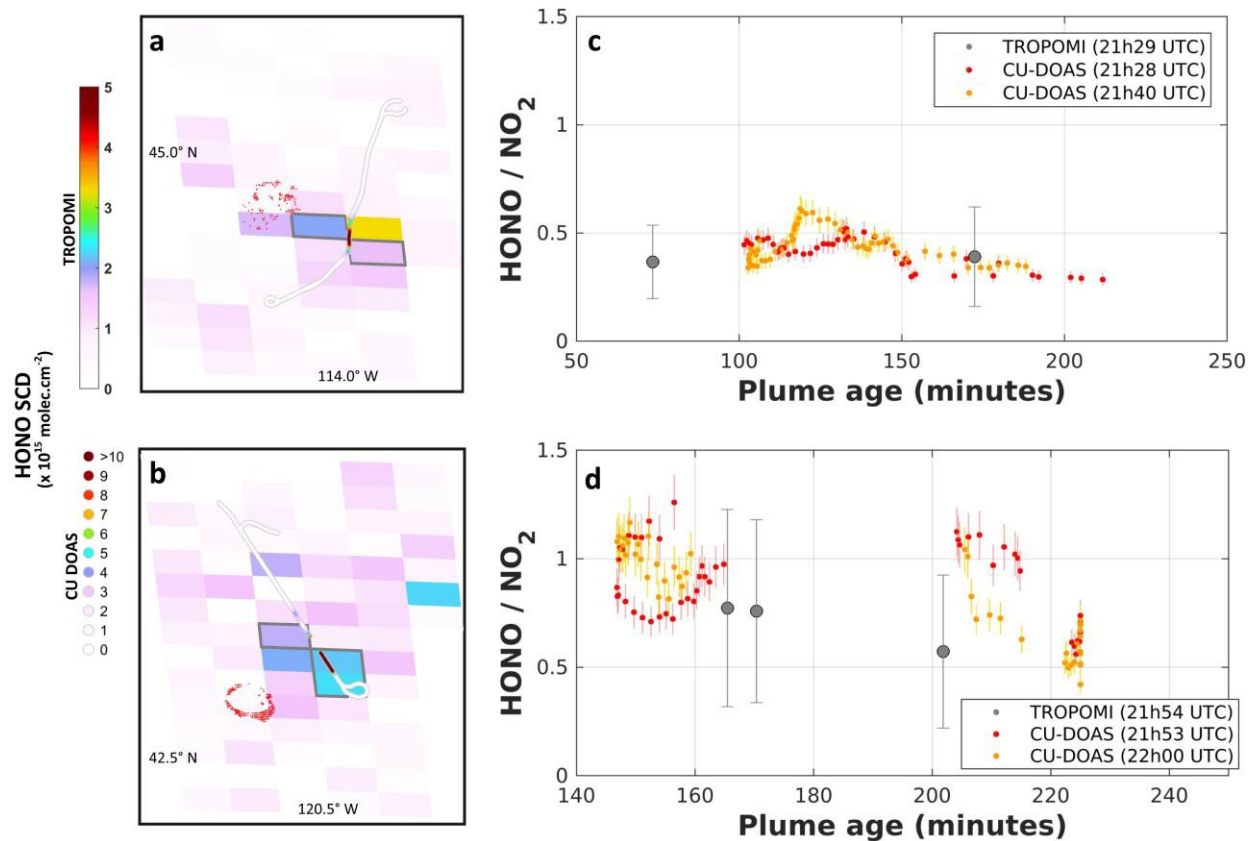 a
45.0° N
114.0° W
5
4
3
2
1
0
TROPOMI
HONO SCD
(x 10¹⁵ molec.cm⁻²)
CU DOAS
>10
9
8
7
6
5
4
3
2
1
0
b
42.5° N
120.5° W
c
TROPOMI (21h29 UTC)
CU-DOAS (21h28 UTC)
CU-DOAS (21h40 UTC)
1.5
1
0.5
0
HONO / NO₂
50 100 150 200 250
Plume age (minutes)
d
1.5
1
0.5
0
HONO / NO₂
TROPOMI (21h54 UTC)
CU-DOAS (21h53 UTC)
CU-DOAS (22h00 UTC)
140 160 180 200 220 240
Plume age (minutes)